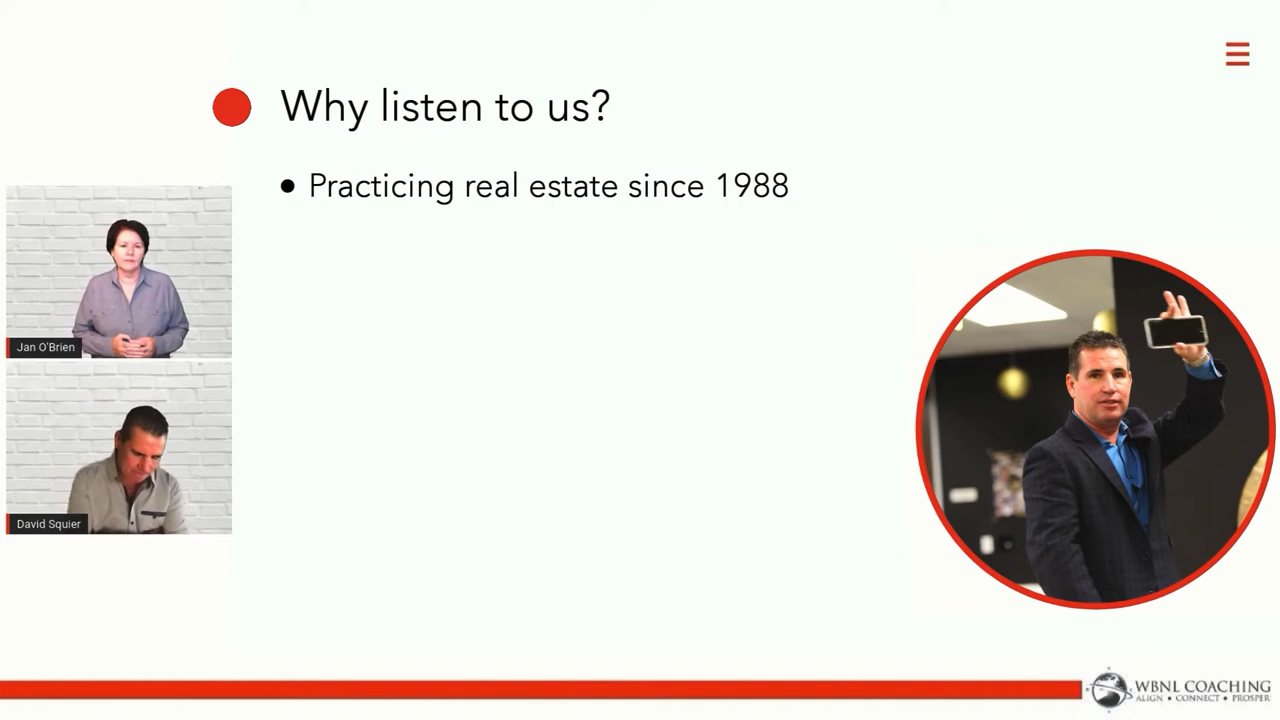 Why listen to us?
• Practicing real estate since 1988
Jan O'Brien
David Squier
WBNL COACHING
ALIGN • CONNECT • PROSPER